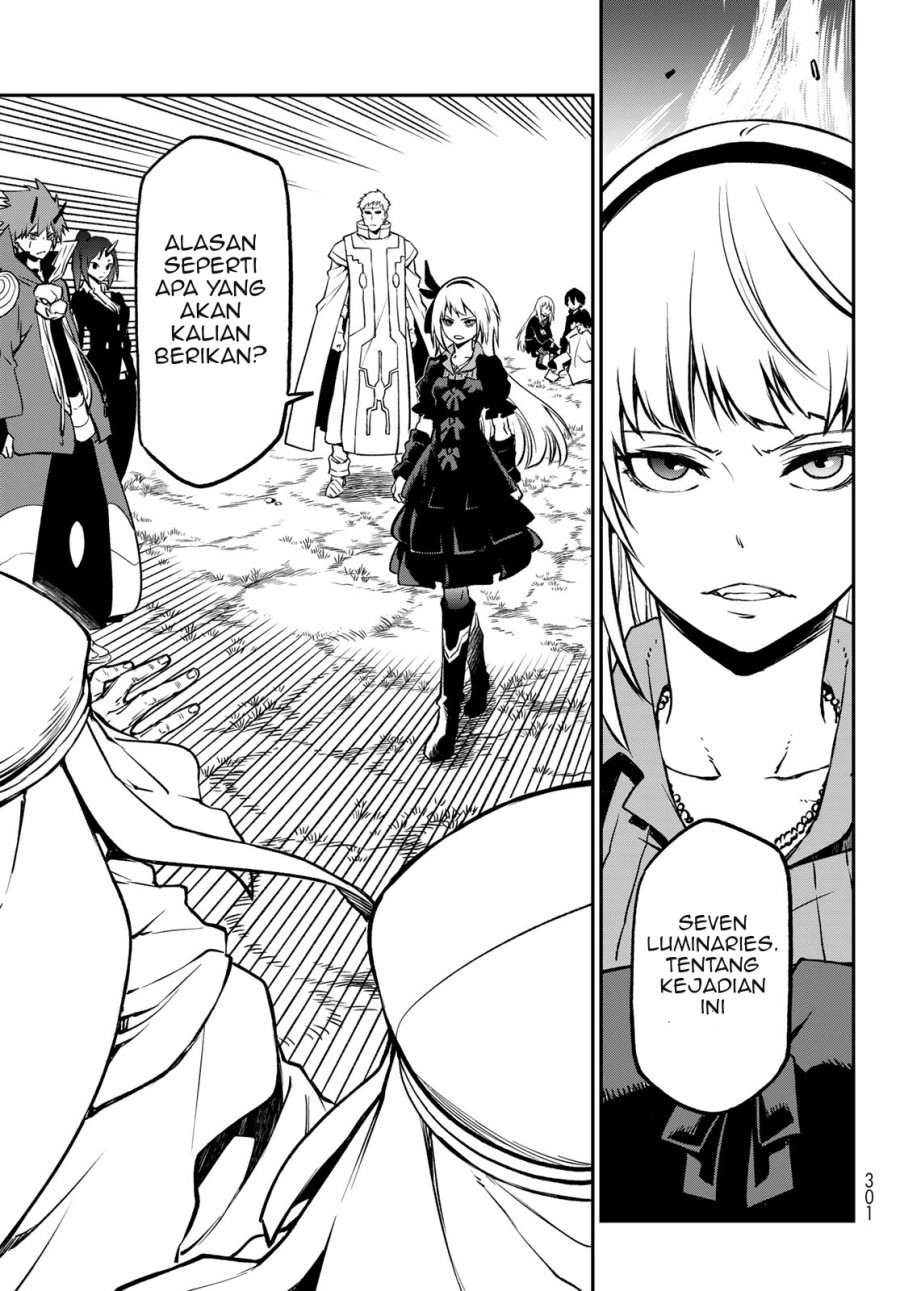 SEVEN
LUMINARIES,
TENTANG
KEJADIAN
INI
ALASAN
SEPERTI
APA YANG
AKAN
KALIAN
BERIKAN?
301